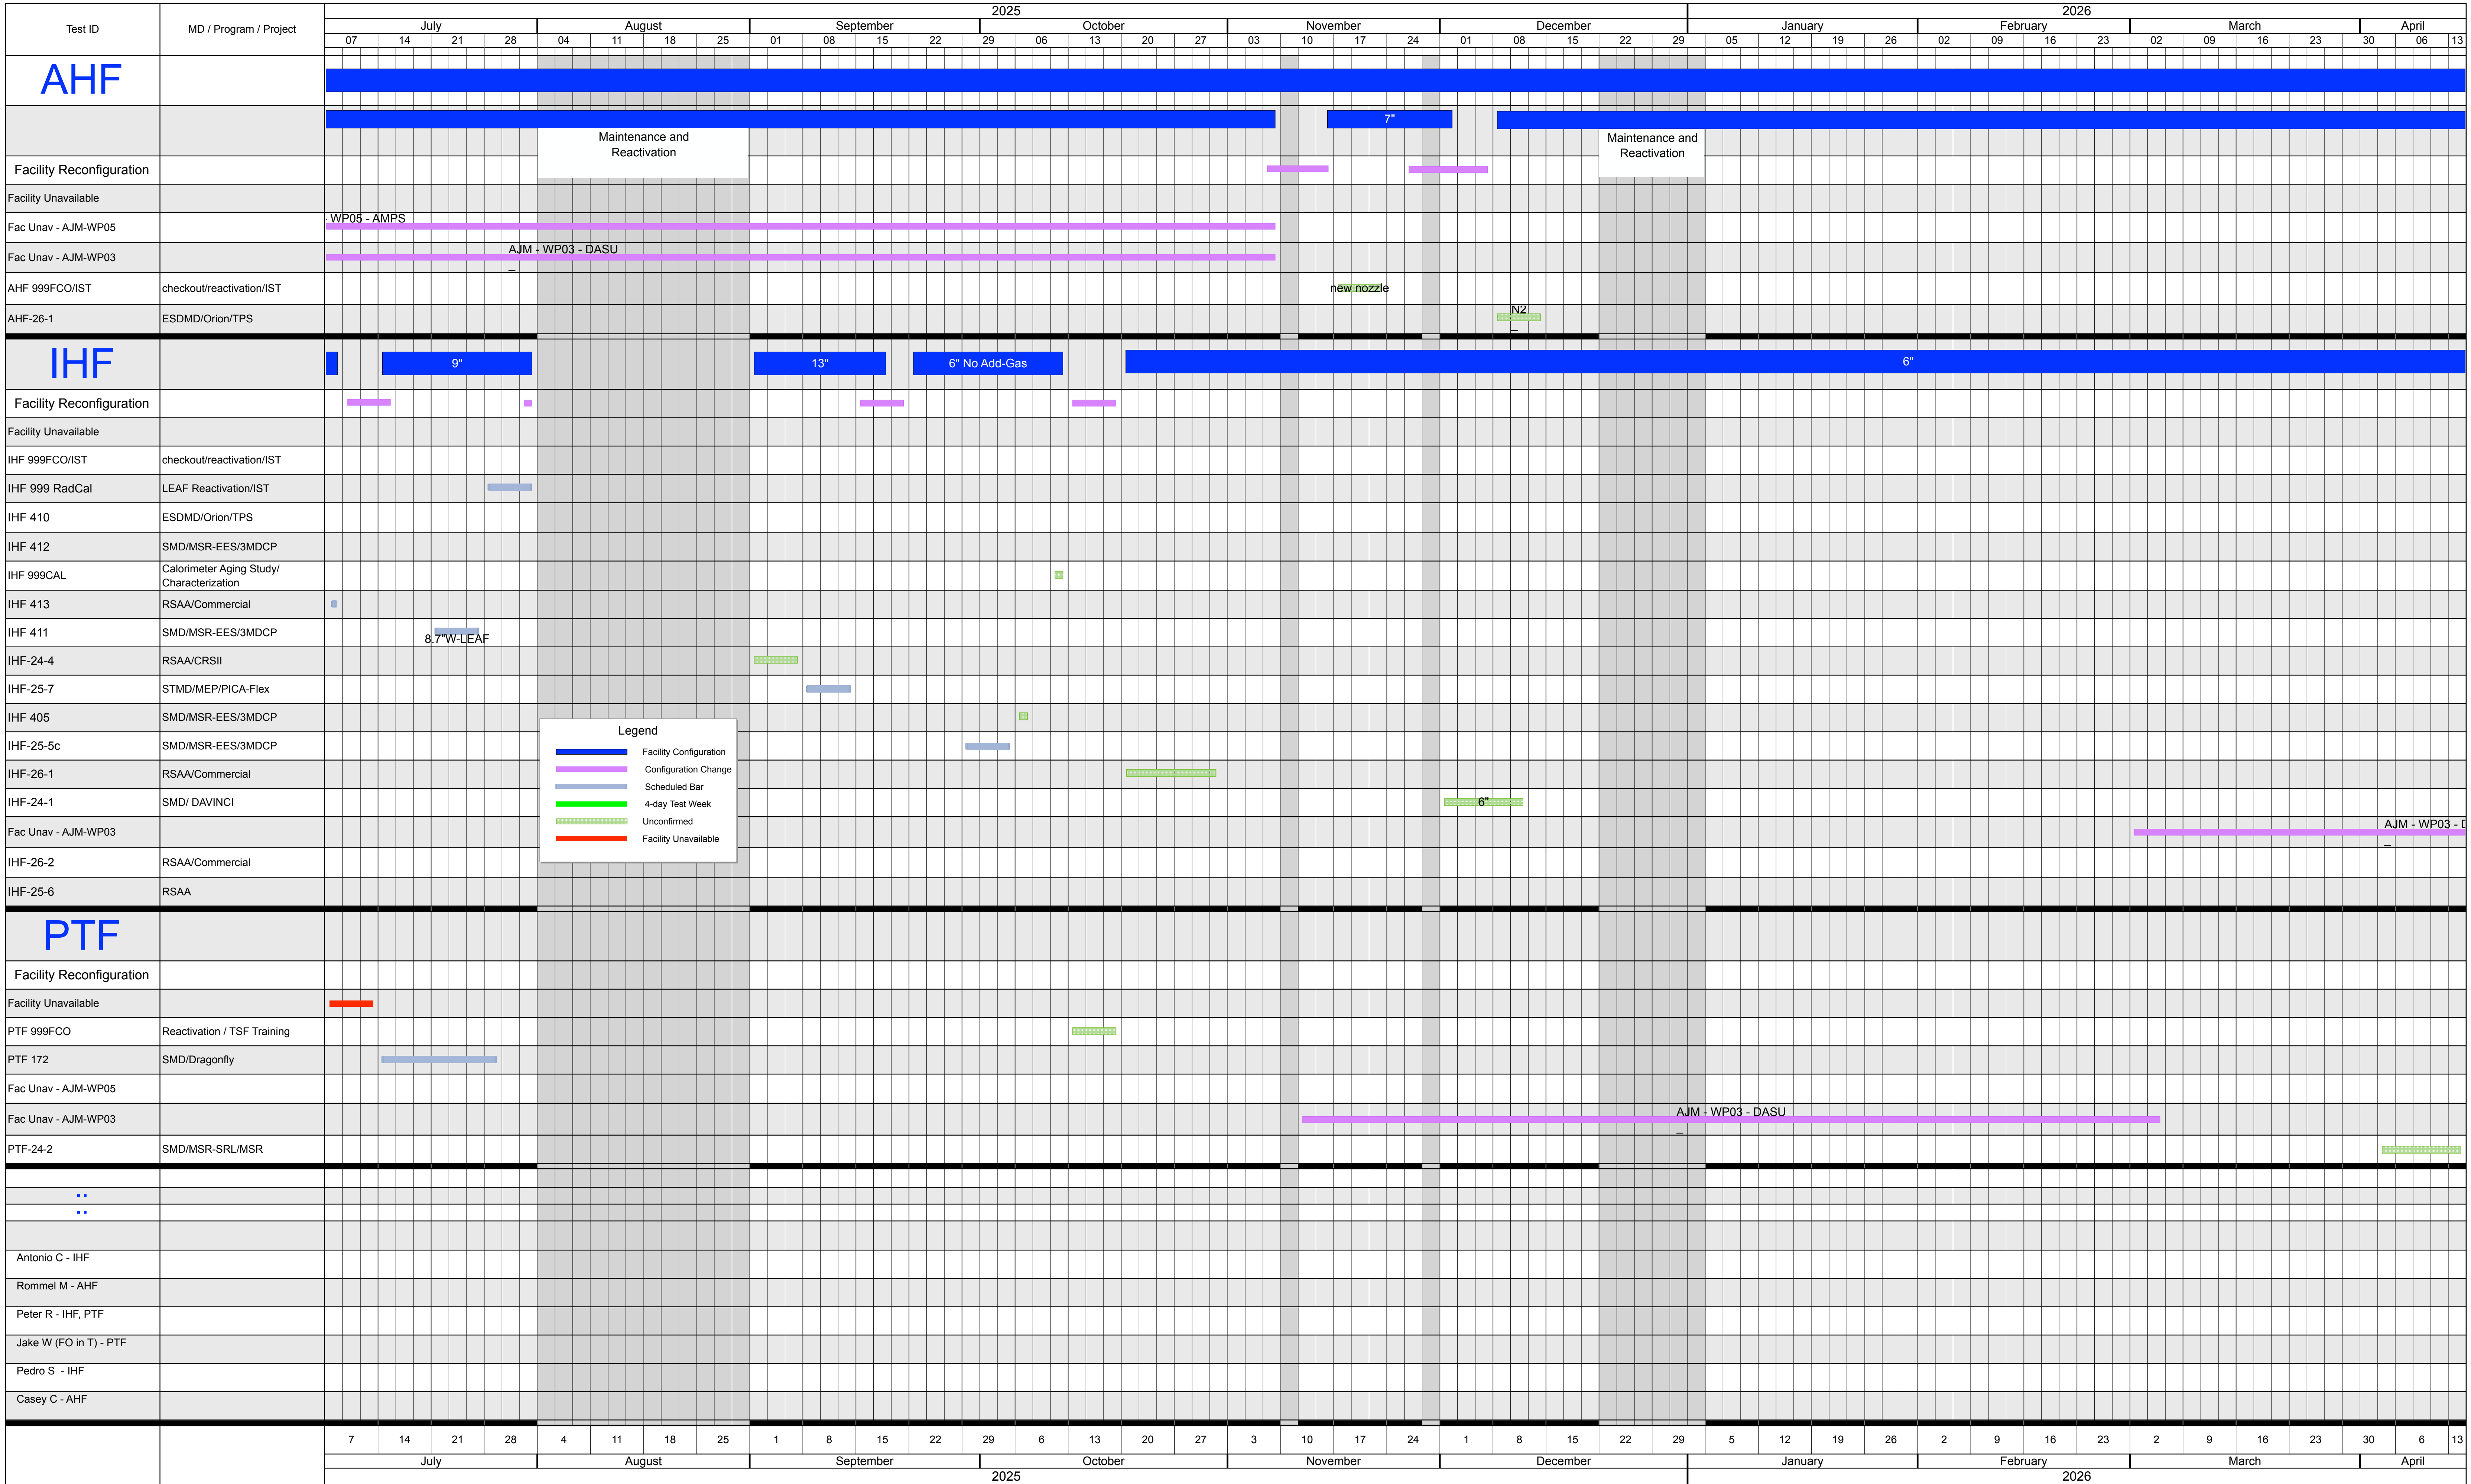 2025
2026
Test ID
MD / Program / Project
July
August
September
October
November
December
January
February
March
April
07 14 21 28 04 11 18 25 01 08 15 22 29 06 13 20 27 03 10 17 24 01 08 15 22 29 05 12 19 26 02 09 16 23 02 09 16 23 30 06 13
AHF
7"
Maintenance and
Reactivation
Maintenance and
Reactivation
Facility Reconfiguration
Facility Unavailable
Fac Unav - AJM-WP05
- WP05 - AMPS
Fac Unav - AJM-WP03
AJM - WP03 - DASU
_
AHF 999FCO/IST
checkout/reactivation/IST
new nozzle
AHF-26-1
ESDMD/Orion/TPS
N2
_
IHF
9"
13"
6" No Add-Gas
6"
Facility Reconfiguration
Facility Unavailable
IHF 999FCO/IST
checkout/reactivation/IST
IHF 999 RadCal
LEAF Reactivation/IST
IHF 410
ESDMD/Orion/TPS
IHF 412
SMD/MSR-EES/3MDCP
IHF 999CAL
Calorimeter Aging Study/
Characterization
IHF 413
RSAA/Commercial
IHF 411
SMD/MSR-EES/3MDCP
8.7"W-LEAF
IHF-24-4
RSAA/CRSII
IHF-25-7
STMD/MEP/PICA-Flex
IHF 405
SMD/MSR-EES/3MDCP
IHF-25-5c
SMD/MSR-EES/3MDCP
IHF-26-1
RSAA/Commercial
IHF-24-1
SMD/ DAVINCI
6"
Fac Unav - AJM-WP03
AJM - WP03 - D
_
IHF-26-2
RSAA/Commercial
IHF-25-6
RSAA
Legend
Facility Configuration
Configuration Change
Scheduled Bar
4-day Test Week
Unconfirmed
Facility Unavailable
PTF
Facility Reconfiguration
Facility Unavailable
PTF 999FCO
Reactivation / TSF Training
PTF 172
SMD/Dragonfly
Fac Unav - AJM-WP05
Fac Unav - AJM-WP03
AJM - WP03 - DASU
_
PTF-24-2
SMD/MSR-SRL/MSR
Antonio C - IHF
Rommel M - AHF
Peter R - IHF, PTF
Jake W (FO in T) - PTF
Pedro S - IHF
Casey C - AHF
7 14 21 28 4 11 18 25 1 8 15 22 29 6 13 20 27 3 10 17 24 1 8 15 22 29 5 12 19 26 2 9 16 23 2 9 16 23 30 6 13
July
August
September
October
November
December
January
February
March
April
2025
2026